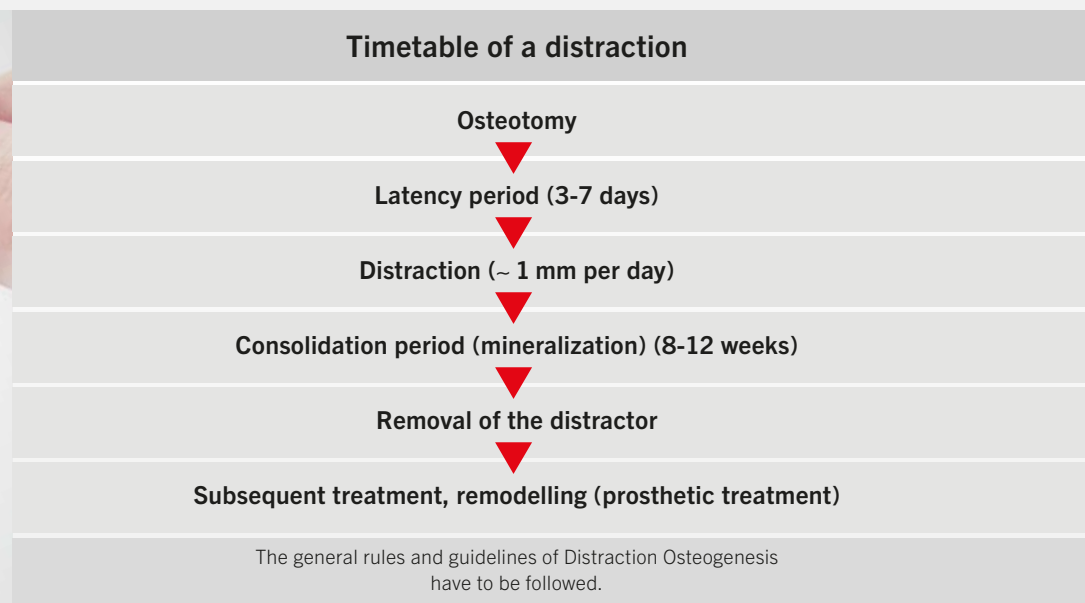 Timetable of a distraction
Osteotomy
Latency period (3-7 days)
Distraction (~ 1 mm per day)
Consolidation period (mineralization) (8-12 weeks)
Removal of the distractor
Subsequent treatment, remodelling (prosthetic treatment)
The general rules and guidelines of Distraction Osteogenesis
have to be followed.